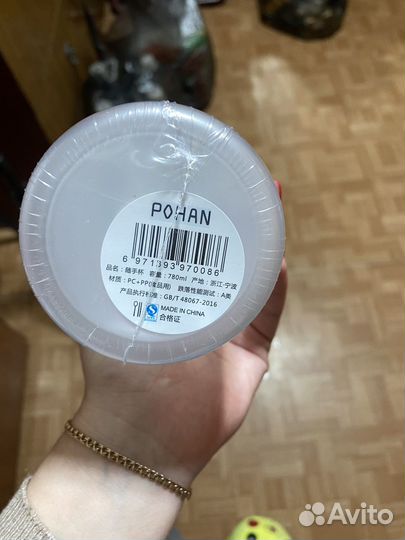 POHAN
6 971393 970086
品名：随手杯 容量：780ml 产地：浙江·宁波
材质：PC+PP(食品用) 跌落性能测试：A类
产品执行标准：GB/T 48067-2016
MADE IN CHINA
合格证
Avito